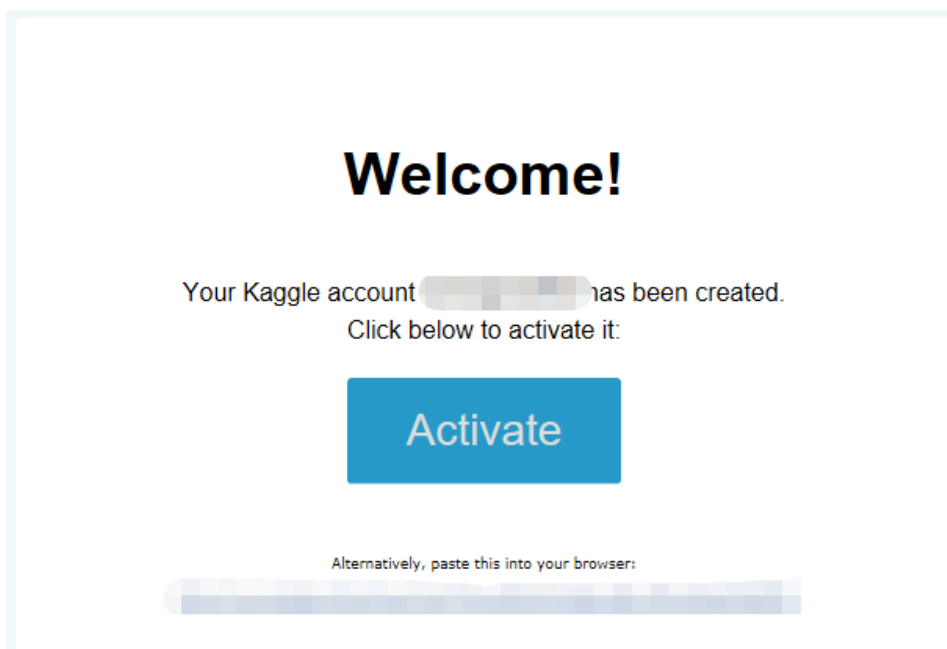 Welcome!
Your Kaggle account has been created.
Click below to activate it:
Activate
Alternatively, paste this into your browser: